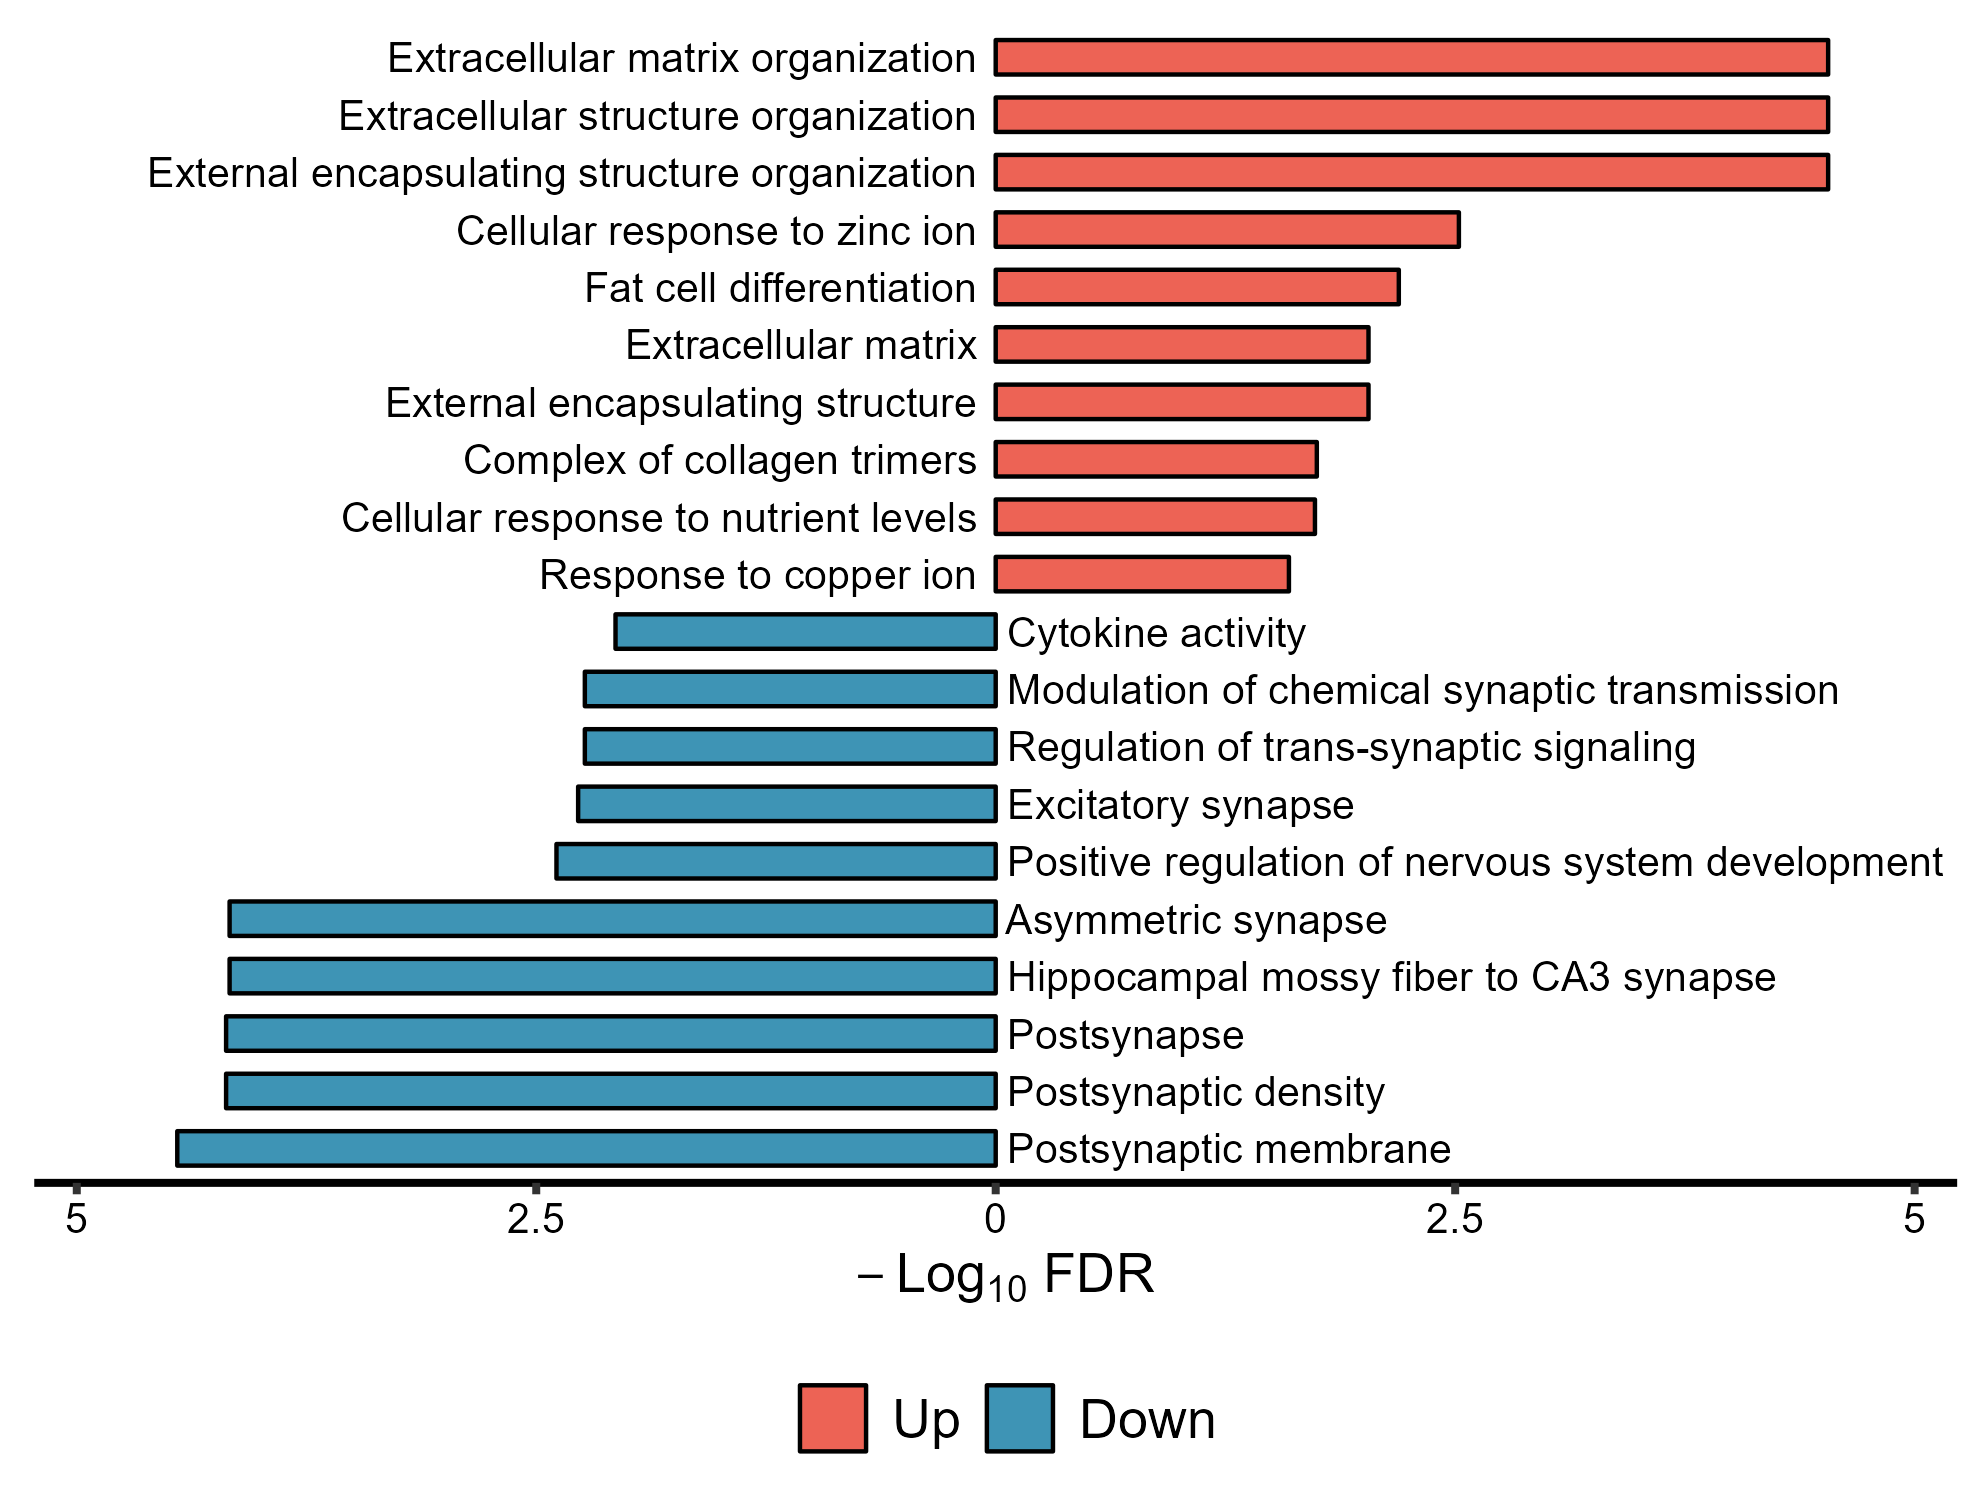 Extracellular matrix organization
Extracellular structure organization
External encapsulating structure organization
Cellular response to zinc ion
Fat cell differentiation
Extracellular matrix
External encapsulating structure
Complex of collagen trimers
Cellular response to nutrient levels
Response to copper ion
Cytokine activity
Modulation of chemical synaptic transmission
Regulation of trans-synaptic signaling
Excitatory synapse
Positive regulation of nervous system development
Asymmetric synapse
Hippocampal mossy fiber to CA3 synapse
Postsynapse
Postsynaptic density
Postsynaptic membrane
5 2.5 0 2.5 5
− Log₁₀ FDR
Up Down